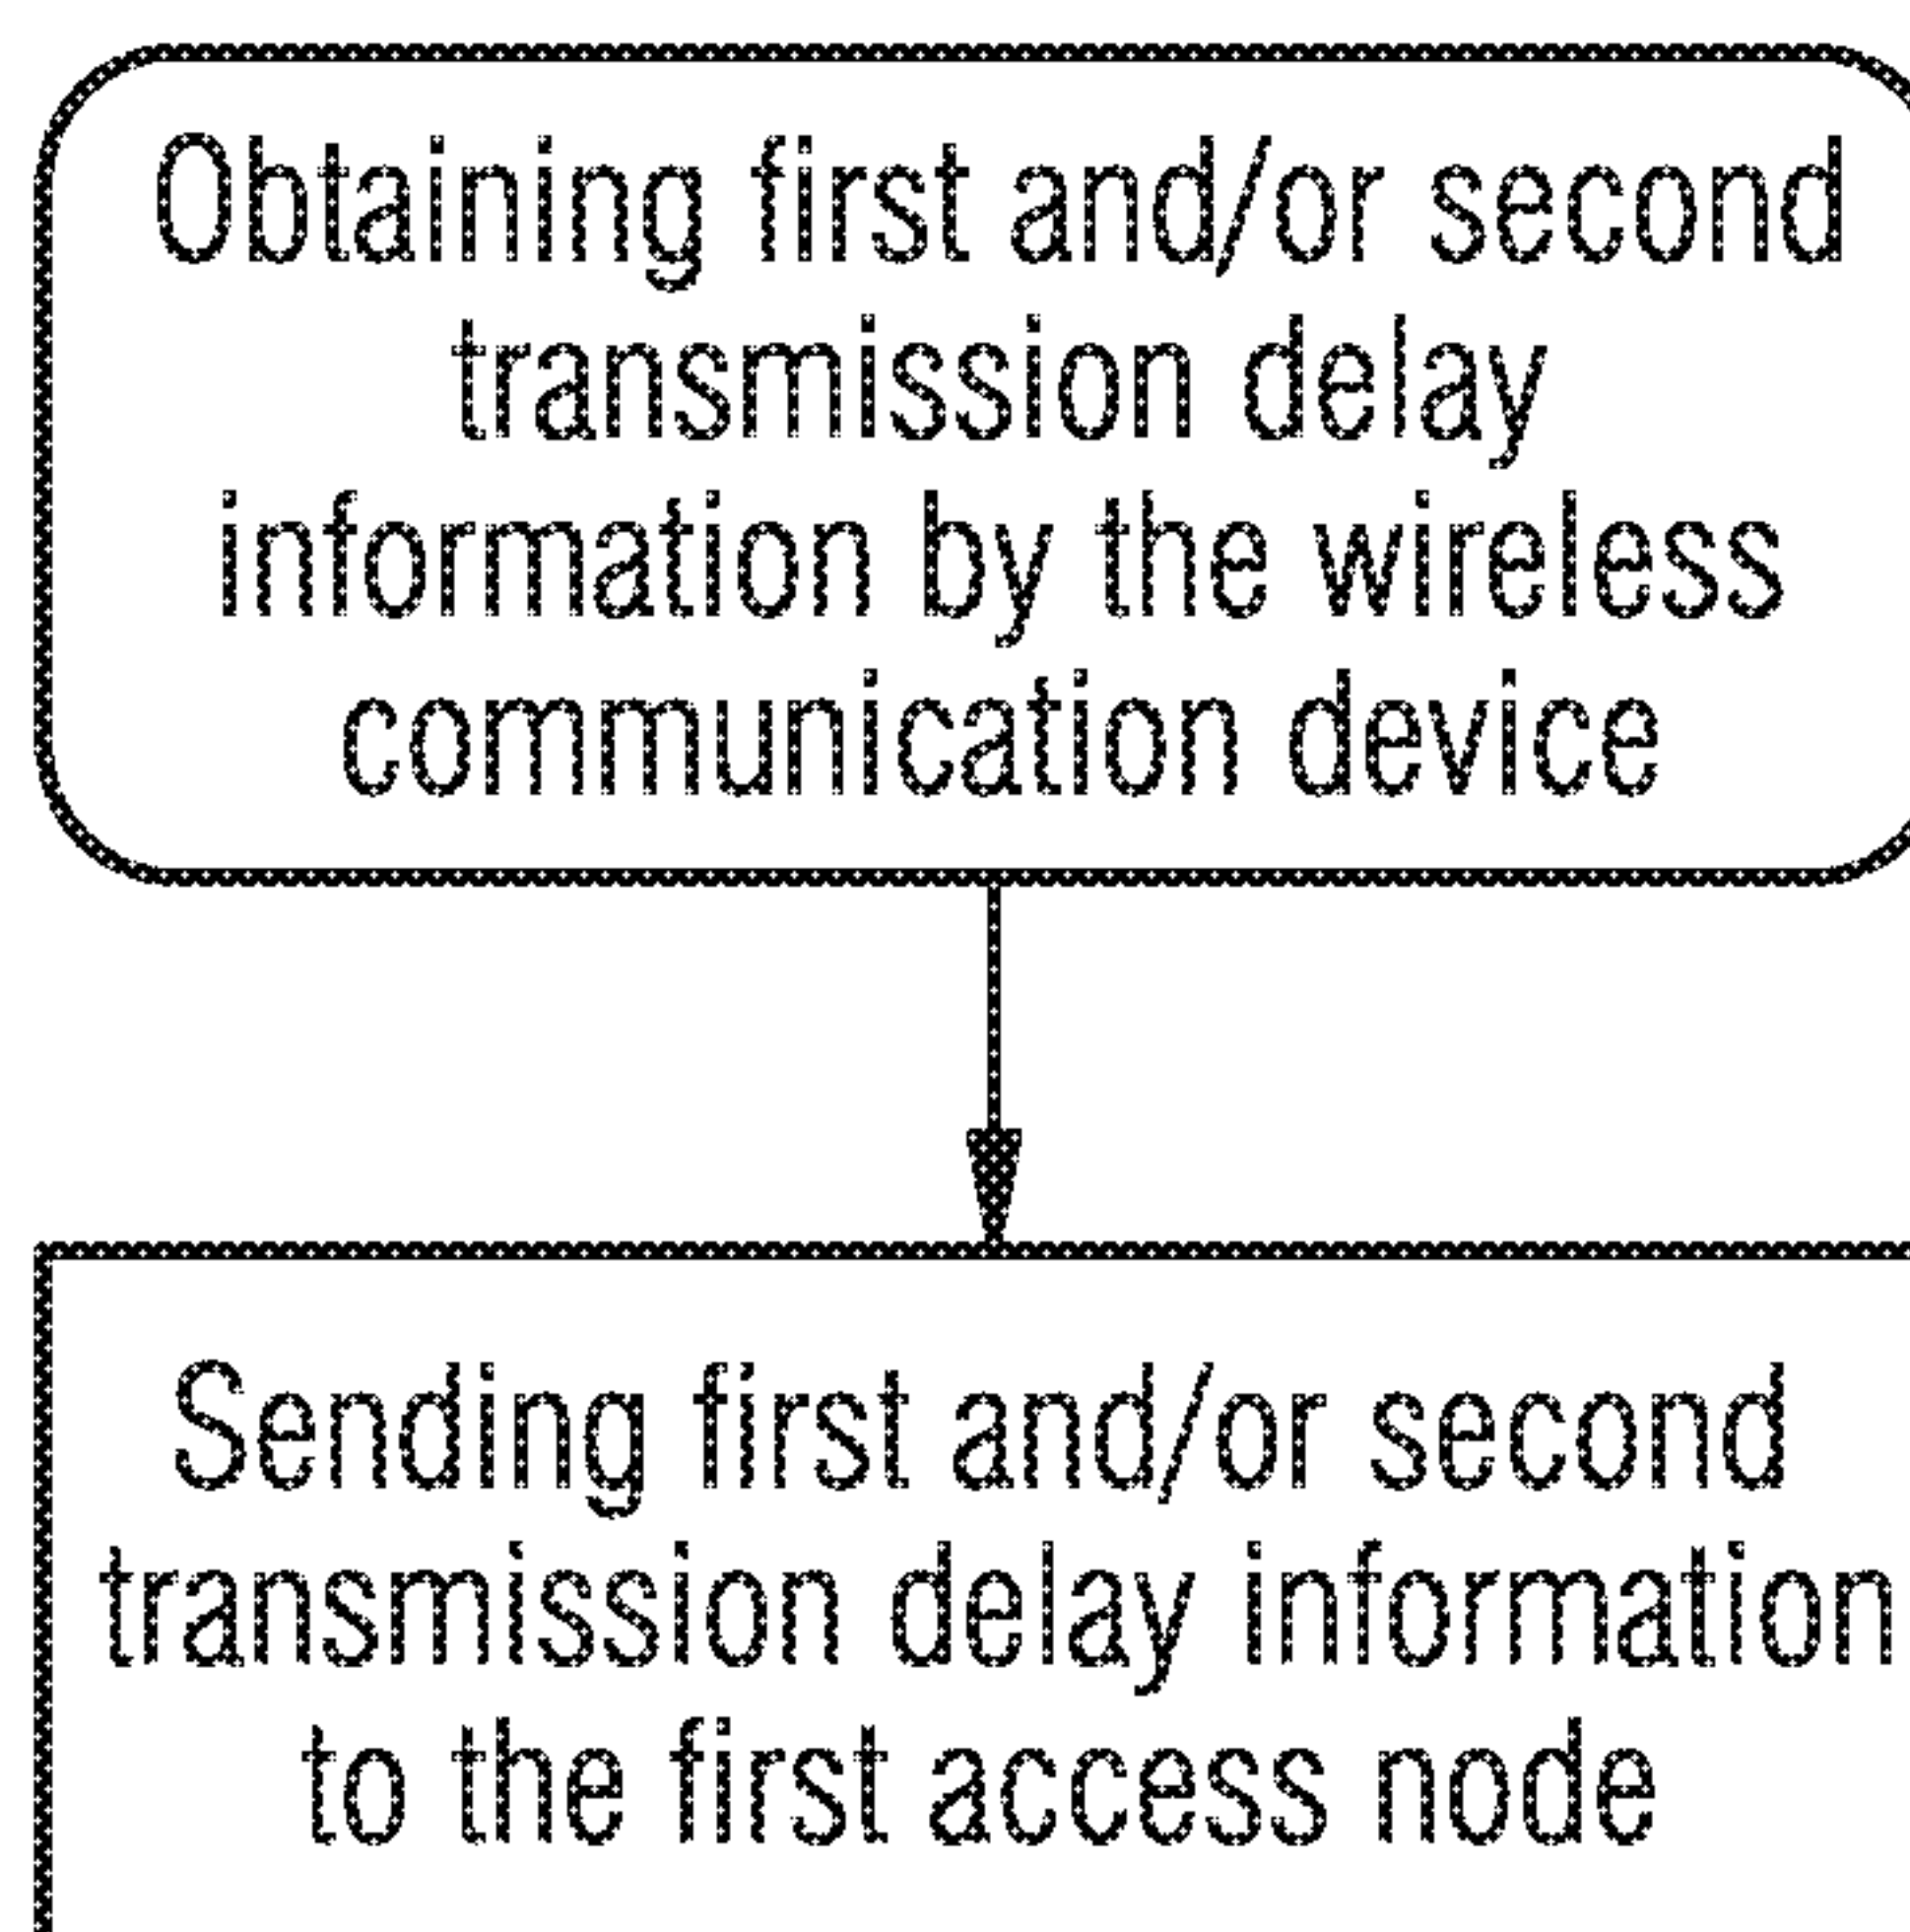 Obtaining first and/or second
transmission delay
information by the wireless
communication device
Sending first and/or second
transmission delay information
to the first access node